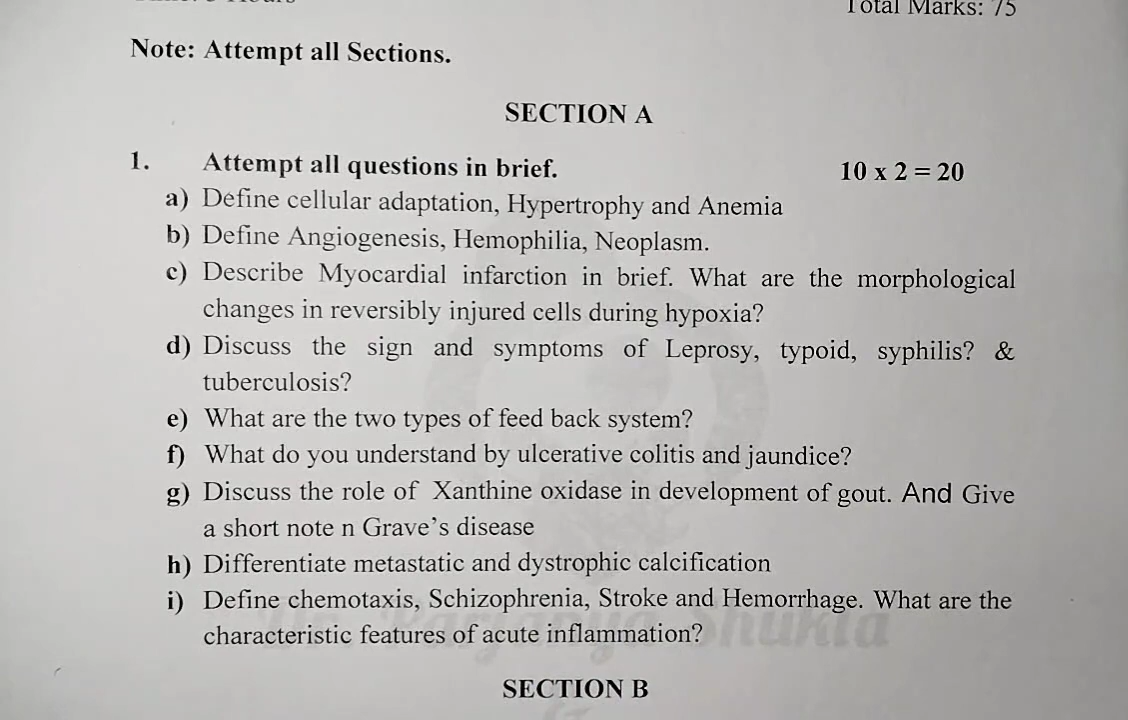 Total Marks: 75
Note: Attempt all Sections.
SECTION A
1. Attempt all questions in brief. 10 x 2 = 20
a) Define cellular adaptation, Hypertrophy and Anemia
b) Define Angiogenesis, Hemophilia, Neoplasm.
c) Describe Myocardial infarction in brief. What are the morphological
changes in reversibly injured cells during hypoxia?
d) Discuss the sign and symptoms of Leprosy, typoid, syphilis? &
tuberculosis?
e) What are the two types of feed back system?
f) What do you understand by ulcerative colitis and jaundice?
g) Discuss the role of Xanthine oxidase in development of gout. And Give
a short note n Grave's disease
h) Differentiate metastatic and dystrophic calcification
i) Define chemotaxis, Schizophrenia, Stroke and Hemorrhage. What are the
characteristic features of acute inflammation?
Shukla
SECTION B